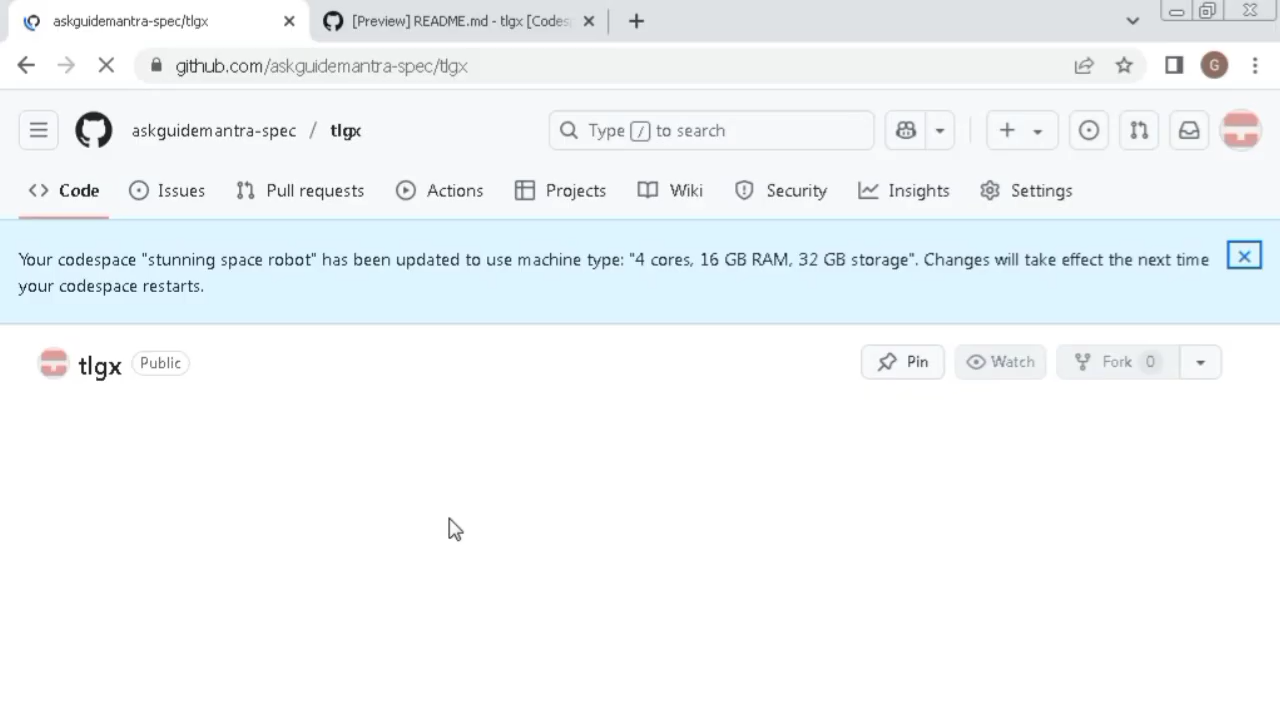 askguidemantra-spec/tlgx
[Preview] README.md - tlgx [Codes
github.com/askguidemantra-spec/tlgx
G
askguidemantra-spec / tlgx
Type / to search
Code
Issues
Pull requests
Actions
Projects
Wiki
Security
Insights
Settings
Your codespace "stunning space robot" has been updated to use machine type: "4 cores, 16 GB RAM, 32 GB storage". Changes will take effect the next time
your codespace restarts.
tlgx
Public
Pin
Watch
Fork 0